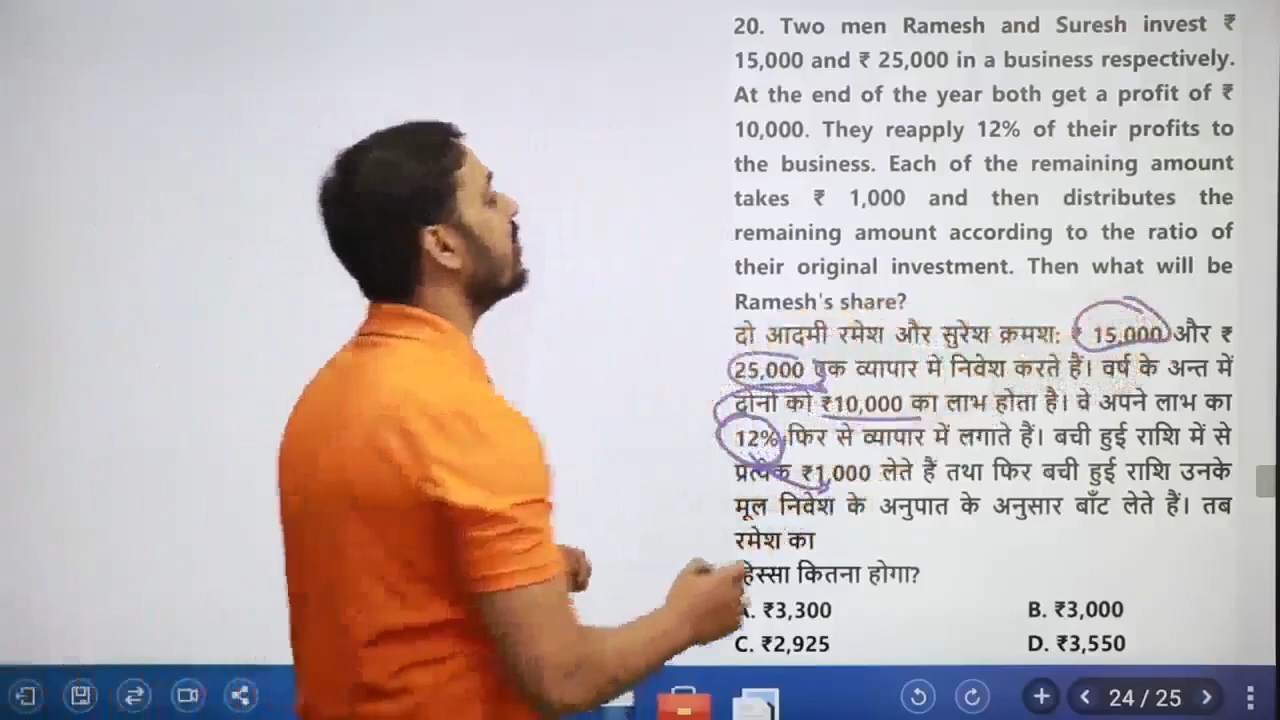 20. Two men Ramesh and Suresh invest ₹
15,000 and ₹ 25,000 in a business respectively.
At the end of the year both get a profit of ₹
10,000. They reapply 12% of their profits to
the business. Each of the remaining amount
takes ₹ 1,000 and then distributes the
remaining amount according to the ratio of
their original investment. Then what will be
Ramesh's share?
दो आदमी रमेश और सुरेश क्रमश: ₹ 15,000 और ₹
25,000 एक व्यापार में निवेश करते हैं। वर्ष के अन्त में
दोनों को ₹10,000 का लाभ होता है। वे अपने लाभ का
12% फिर से व्यापार में लगाते हैं। बची हुई राशि में से
प्रत्येक ₹1,000 लेते हैं तथा फिर बची हुई राशि उनके
मूल निवेश के अनुपात के अनुसार बाँट लेते हैं। तब
रमेश का
हिस्सा कितना होगा?
A. ₹3,300 B. ₹3,000
C. ₹2,925 D. ₹3,550
24 / 25